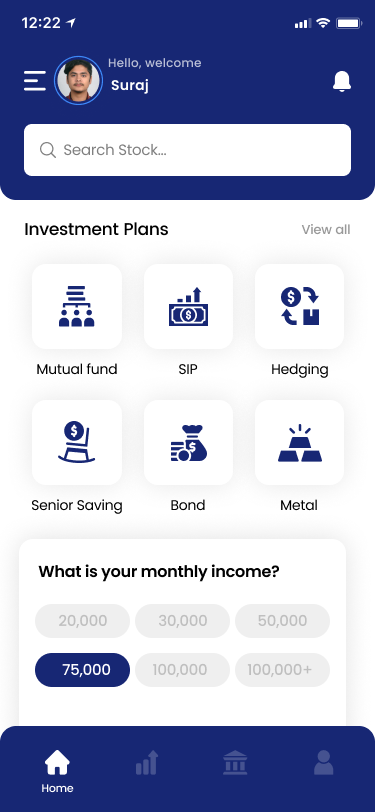 12:22
Hello, welcome
Suraj
Search Stock...
Investment Plans
View all
Mutual fund
SIP
Hedging
Senior Saving
Bond
Metal
What is your monthly income?
20,000
30,000
50,000
75,000
100,000
100,000+
Home